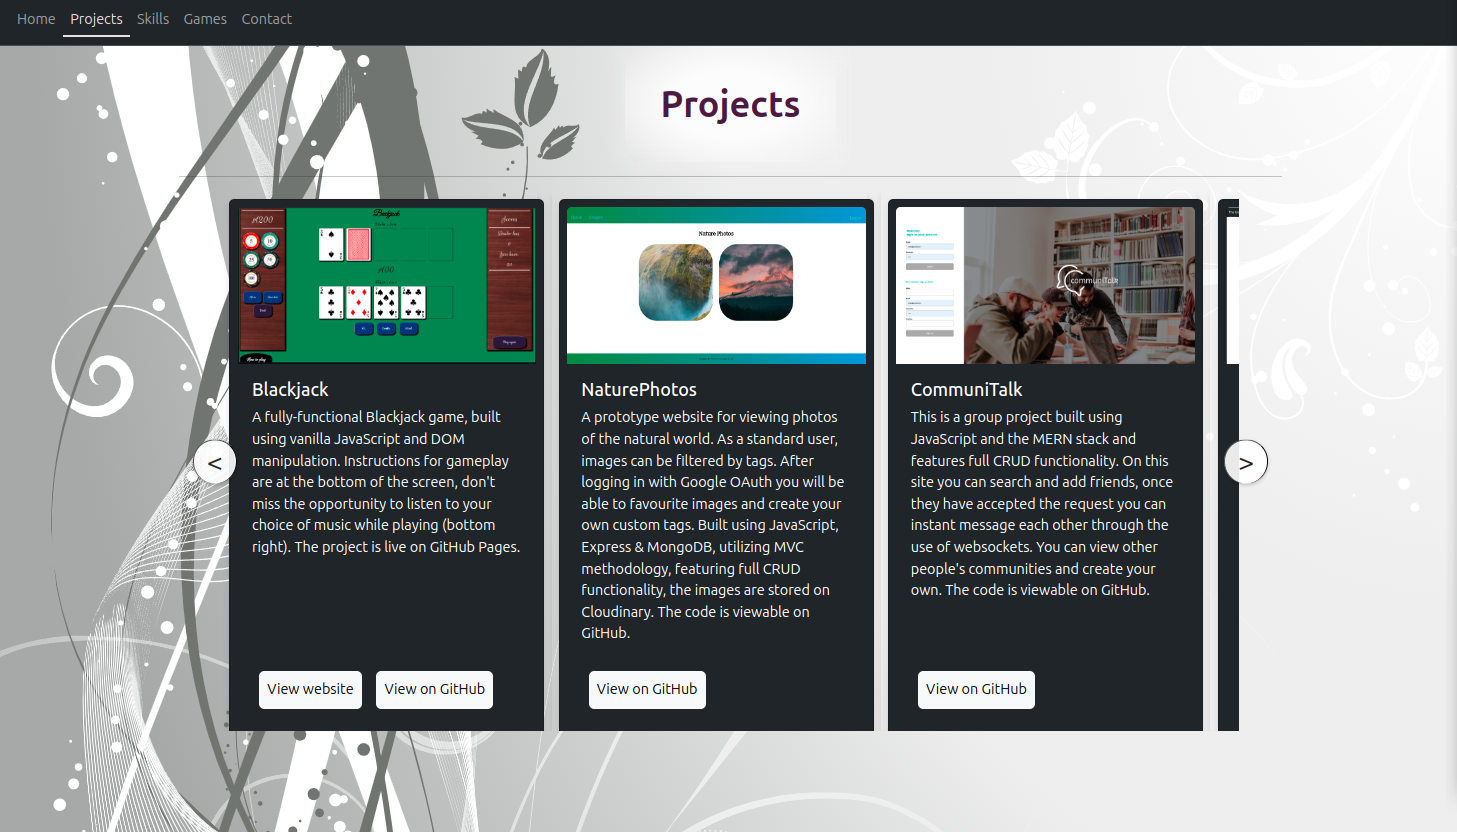 Home Projects Skills Games Contact
Projects
Blackjack
Nature Photos
communiTalk
<
>
Blackjack
A fully-functional Blackjack game, built
using vanilla JavaScript and DOM
manipulation. Instructions for gameplay
are at the bottom of the screen, don't
miss the opportunity to listen to your
choice of music while playing (bottom
right). The project is live on GitHub Pages.
View website View on GitHub
NaturePhotos
A prototype website for viewing photos
of the natural world. As a standard user,
images can be filtered by tags. After
logging in with Google OAuth you will be
able to favourite images and create your
own custom tags. Built using JavaScript,
Express & MongoDB, utilizing MVC
methodology, featuring full CRUD
functionality, the images are stored on
Cloudinary. The code is viewable on
GitHub.
View on GitHub
CommuniTalk
This is a group project built using
JavaScript and the MERN stack and
features full CRUD functionality. On this
site you can search and add friends, once
they have accepted the request you can
instant message each other through the
use of websockets. You can view other
people's communities and create your
own. The code is viewable on GitHub.
View on GitHub